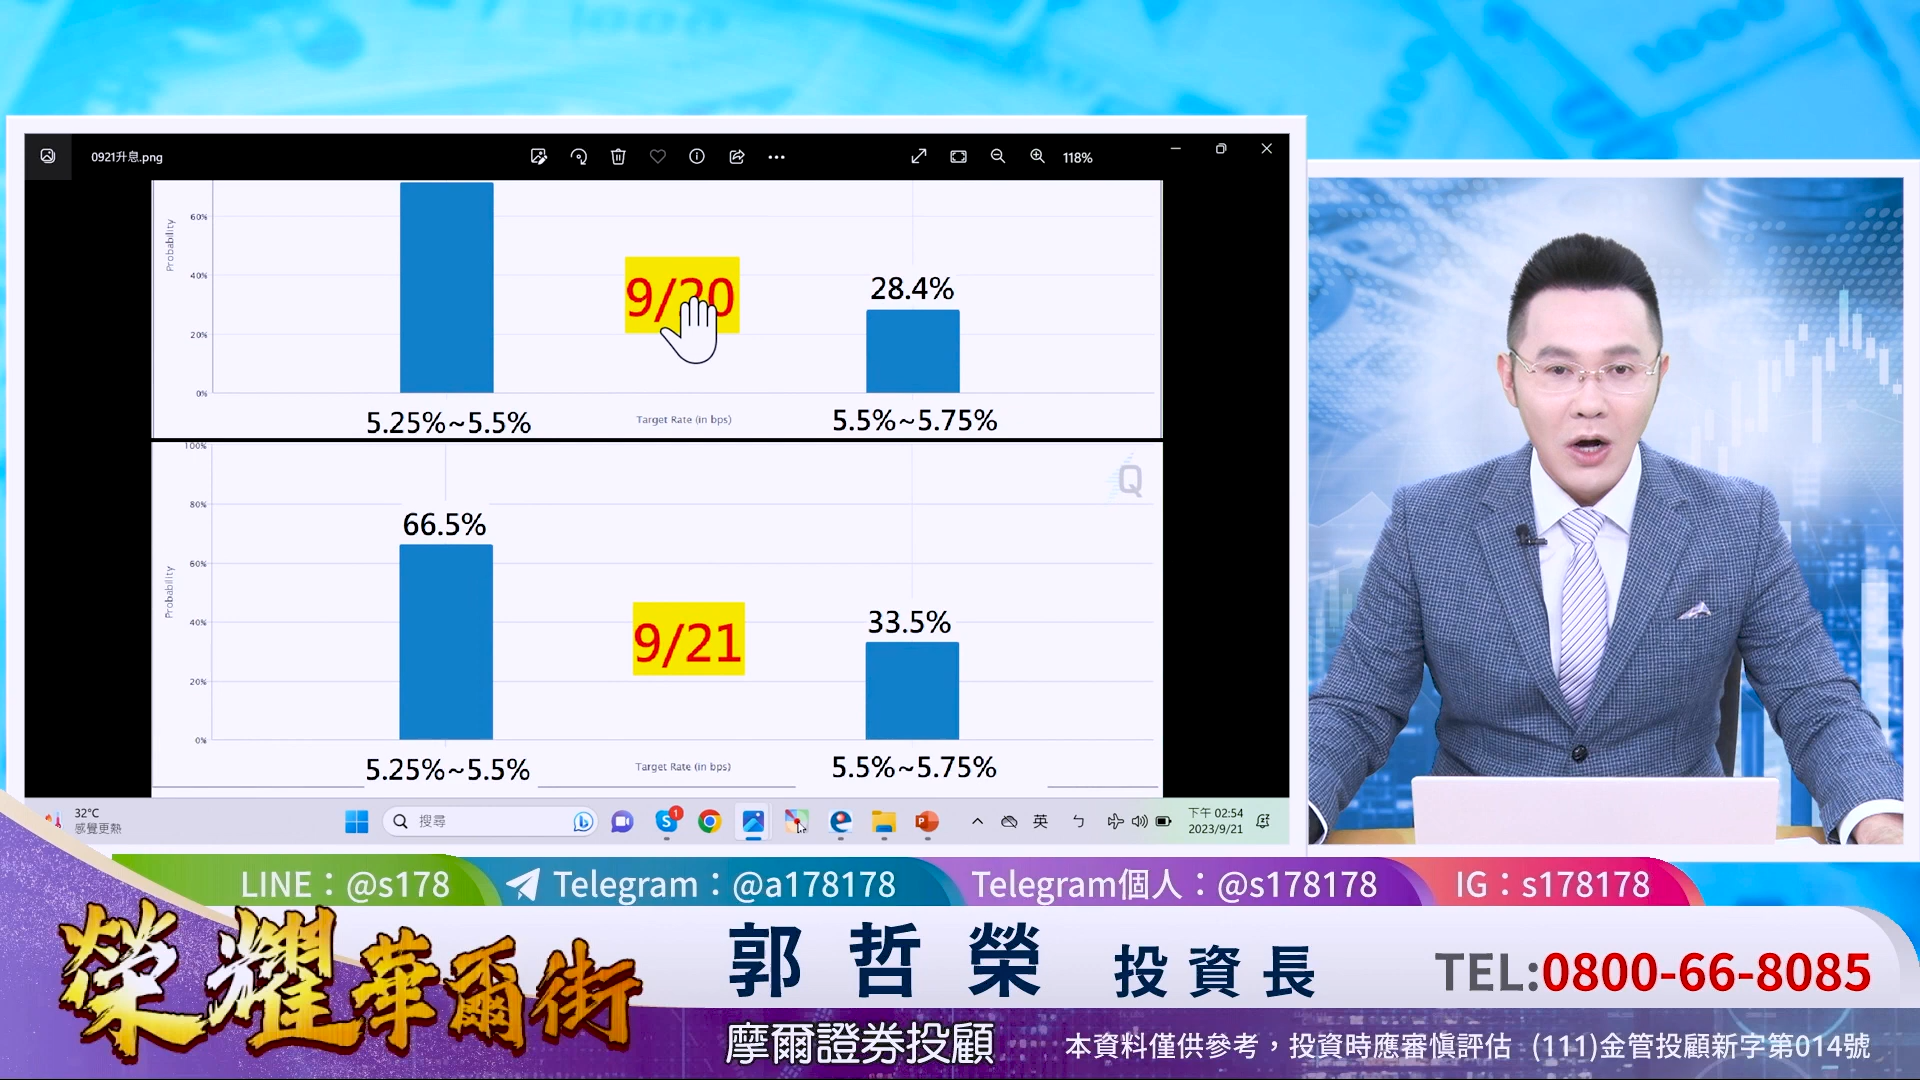 0921升息.png
118%
Probability
60%
40%
20%
0%
28.4%
5.25%~5.5%
Target Rate (in bps)
5.5%~5.75%
100%
80%
60%
40%
20%
0%
Probability
Q
66.5%
9/21
33.5%
5.25%~5.5%
Target Rate (in bps)
5.5%~5.75%
32°C
感覺更熱
搜尋
1
英
ㄅ
下午 02:54
2023/9/21
LINE：@s178
Telegram：@a178178
Telegram個人：@s178178
IG：s178178
榮耀華爾街
郭哲榮 投資長
TEL:0800-66-8085
摩爾證券投顧
本資料僅供參考，投資時應審慎評估 (111)金管投顧新字第014號